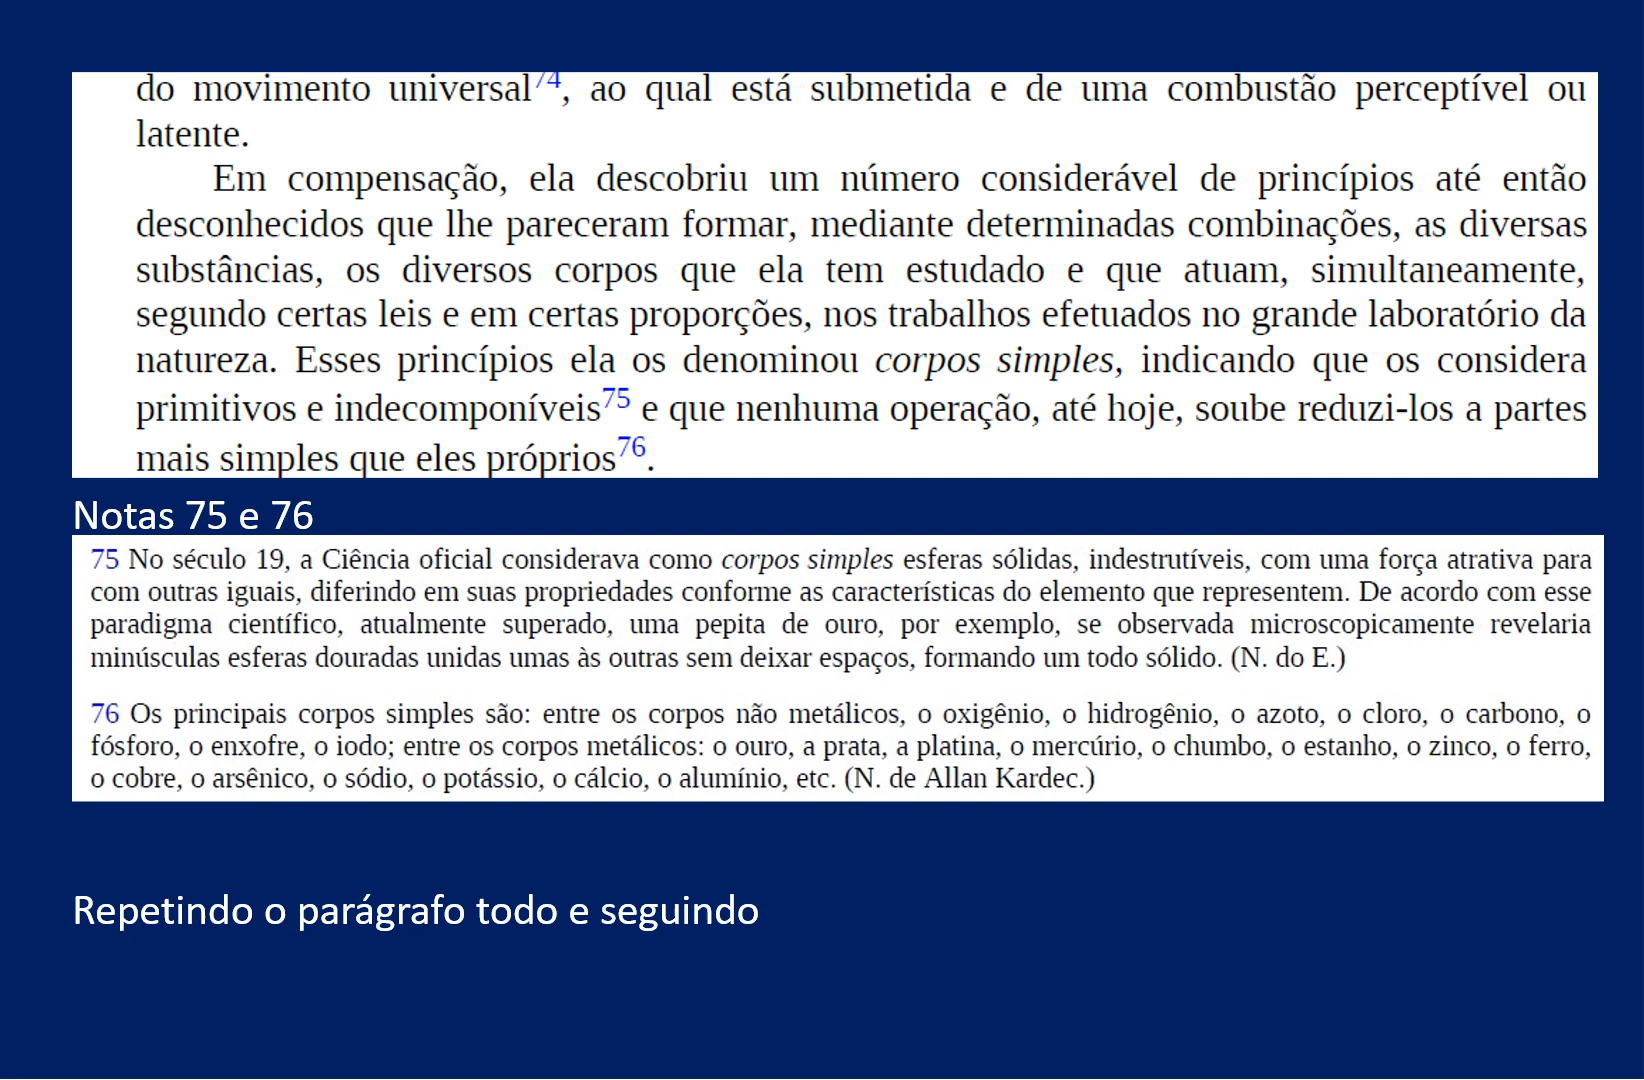 do movimento universal74, ao qual está submetida e de uma combustão perceptível ou
latente.
Em compensação, ela descobriu um número considerável de princípios até então
desconhecidos que lhe pareceram formar, mediante determinadas combinações, as diversas
substâncias, os diversos corpos que ela tem estudado e que atuam, simultaneamente,
segundo certas leis e em certas proporções, nos trabalhos efetuados no grande laboratório da
natureza. Esses princípios ela os denominou corpos simples, indicando que os considera
primitivos e indecomponíveis75 e que nenhuma operação, até hoje, soube reduzi-los a partes
mais simples que eles próprios76.
Notas 75 e 76
75 No século 19, a Ciência oficial considerava como corpos simples esferas sólidas, indestrutíveis, com uma força atrativa para
com outras iguais, diferindo em suas propriedades conforme as características do elemento que representem. De acordo com esse
paradigma científico, atualmente superado, uma pepita de ouro, por exemplo, se observada microscopicamente revelaria
minúsculas esferas douradas unidas umas às outras sem deixar espaços, formando um todo sólido. (N. do E.)
76 Os principais corpos simples são: entre os corpos não metálicos, o oxigênio, o hidrogênio, o azoto, o cloro, o carbono, o
fósforo, o enxofre, o iodo; entre os corpos metálicos: o ouro, a prata, a platina, o mercúrio, o chumbo, o estanho, o zinco, o ferro,
o cobre, o arsênico, o sódio, o potássio, o cálcio, o alumínio, etc. (N. de Allan Kardec.)
Repetindo o parágrafo todo e seguindo